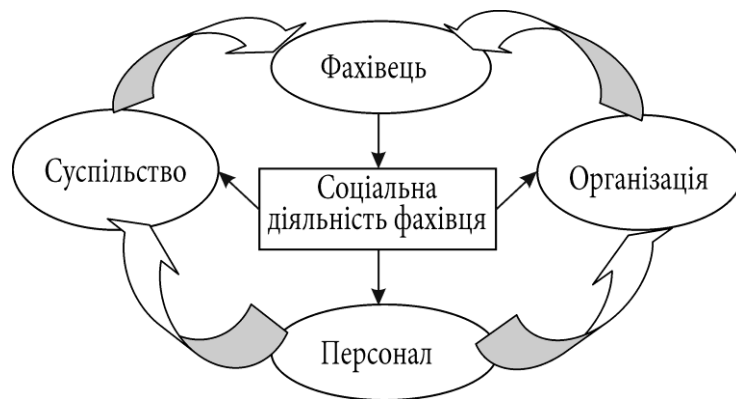 Фахівець
Суспільство
Соціальна
діяльність фахівця
Організація
Персонал